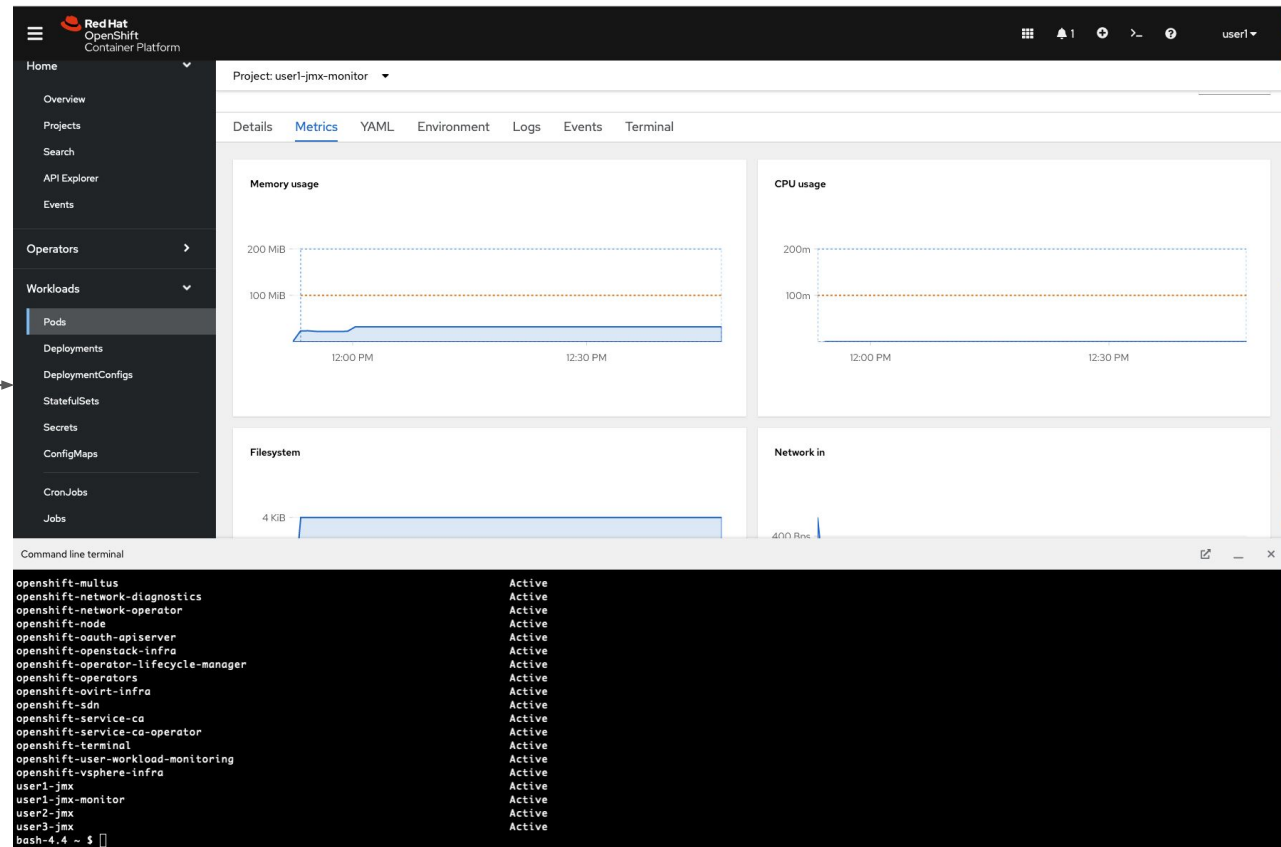 Red Hat
OpenShift
Container Platform
1
user1
Home
Overview
Projects
Search
API Explorer
Events
Operators
Workloads
Pods
Deployments
DeploymentConfigs
StatefulSets
Secrets
ConfigMaps
CronJobs
Jobs
Project: user1-jmx-monitor
Details Metrics YAML Environment Logs Events Terminal
Memory usage
200 MiB
100 MiB
12:00 PM 12:30 PM
CPU usage
200m
100m
12:00 PM 12:30 PM
Filesystem
4 KiB
Network in
400 Bps
Command line terminal
openshift-multus Active
openshift-network-diagnostics Active
openshift-network-operator Active
openshift-node Active
openshift-oauth-apiserver Active
openshift-openstack-infra Active
openshift-operator-lifecycle-manager Active
openshift-operators Active
openshift-ovirt-infra Active
openshift-sdn Active
openshift-service-ca Active
openshift-service-ca-operator Active
openshift-terminal Active
openshift-user-workload-monitoring Active
openshift-vsphere-infra Active
user1-jmx Active
user1-jmx-monitor Active
user2-jmx Active
user3-jmx Active
bash-4.4 ~ $